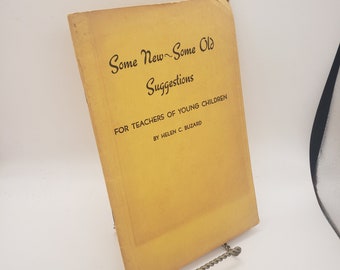 Some New ~ Some Old
Suggestions
FOR TEACHERS OF YOUNG CHILDREN
BY HELEN C. BUZARD